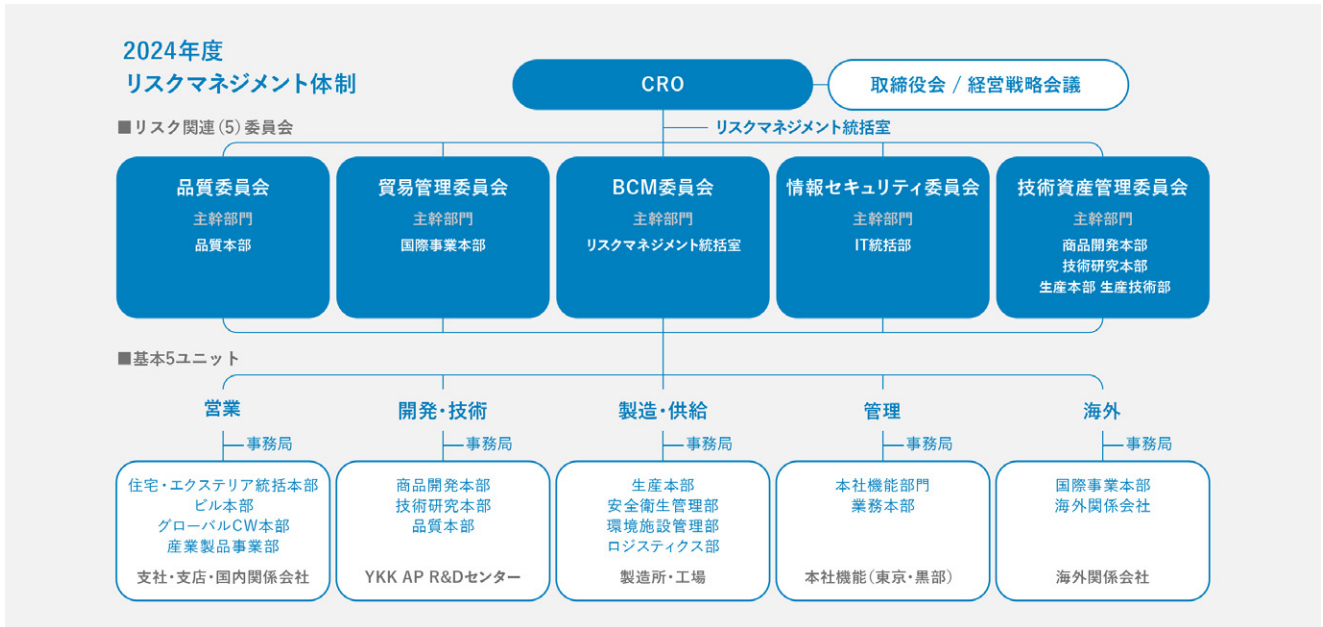 2024年度
リスクマネジメント体制
CRO
取締役会 / 経営戦略会議
■リスク関連(5)委員会
リスクマネジメント統括室
品質委員会
主幹部門
品質本部
貿易管理委員会
主幹部門
国際事業本部
BCM委員会
主幹部門
リスクマネジメント統括室
情報セキュリティ委員会
主幹部門
IT統括部
技術資産管理委員会
主幹部門
商品開発本部
技術研究本部
生産本部 生産技術部
■基本5ユニット
営業
事務局
住宅・エクステリア統括本部
ビル本部
グローバルCW本部
産業製品事業部
支社・支店・国内関係会社
開発・技術
事務局
商品開発本部
技術研究本部
品質本部
YKK AP R&Dセンター
製造・供給
事務局
生産本部
安全衛生管理部
環境施設管理部
ロジスティクス部
製造所・工場
管理
事務局
本社機能部門
業務本部
本社機能(東京・黒部)
海外
事務局
国際事業本部
海外関係会社
海外関係会社